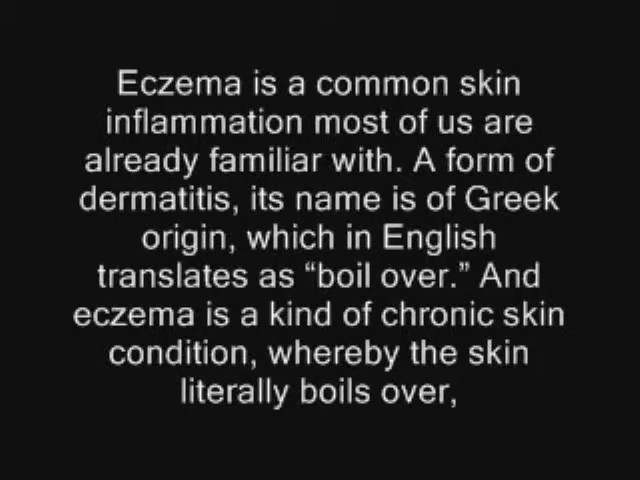 Eczema is a common skin
inflammation most of us are
already familiar with. A form of
dermatitis, its name is of Greek
origin, which in English
translates as “boil over.” And
eczema is a kind of chronic skin
condition, whereby the skin
literally boils over,